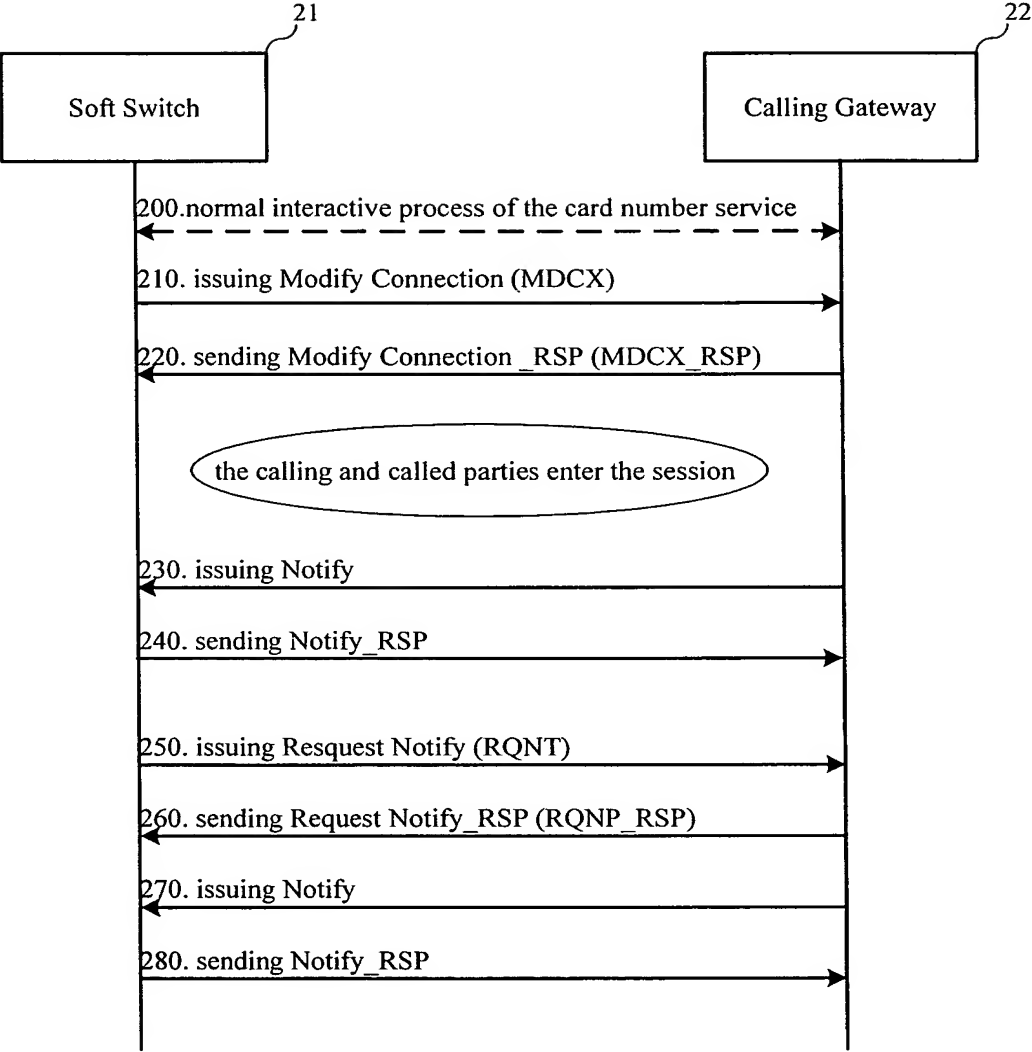 21
22
Soft Switch
Calling Gateway
200.normal interactive process of the card number service
210. issuing Modify Connection (MDCX)
220. sending Modify Connection _RSP (MDCX_RSP)
the calling and called parties enter the session
230. issuing Notify
240. sending Notify_RSP
250. issuing Resquest Notify (RQNT)
260. sending Request Notify_RSP (RQNP_RSP)
270. issuing Notify
280. sending Notify_RSP